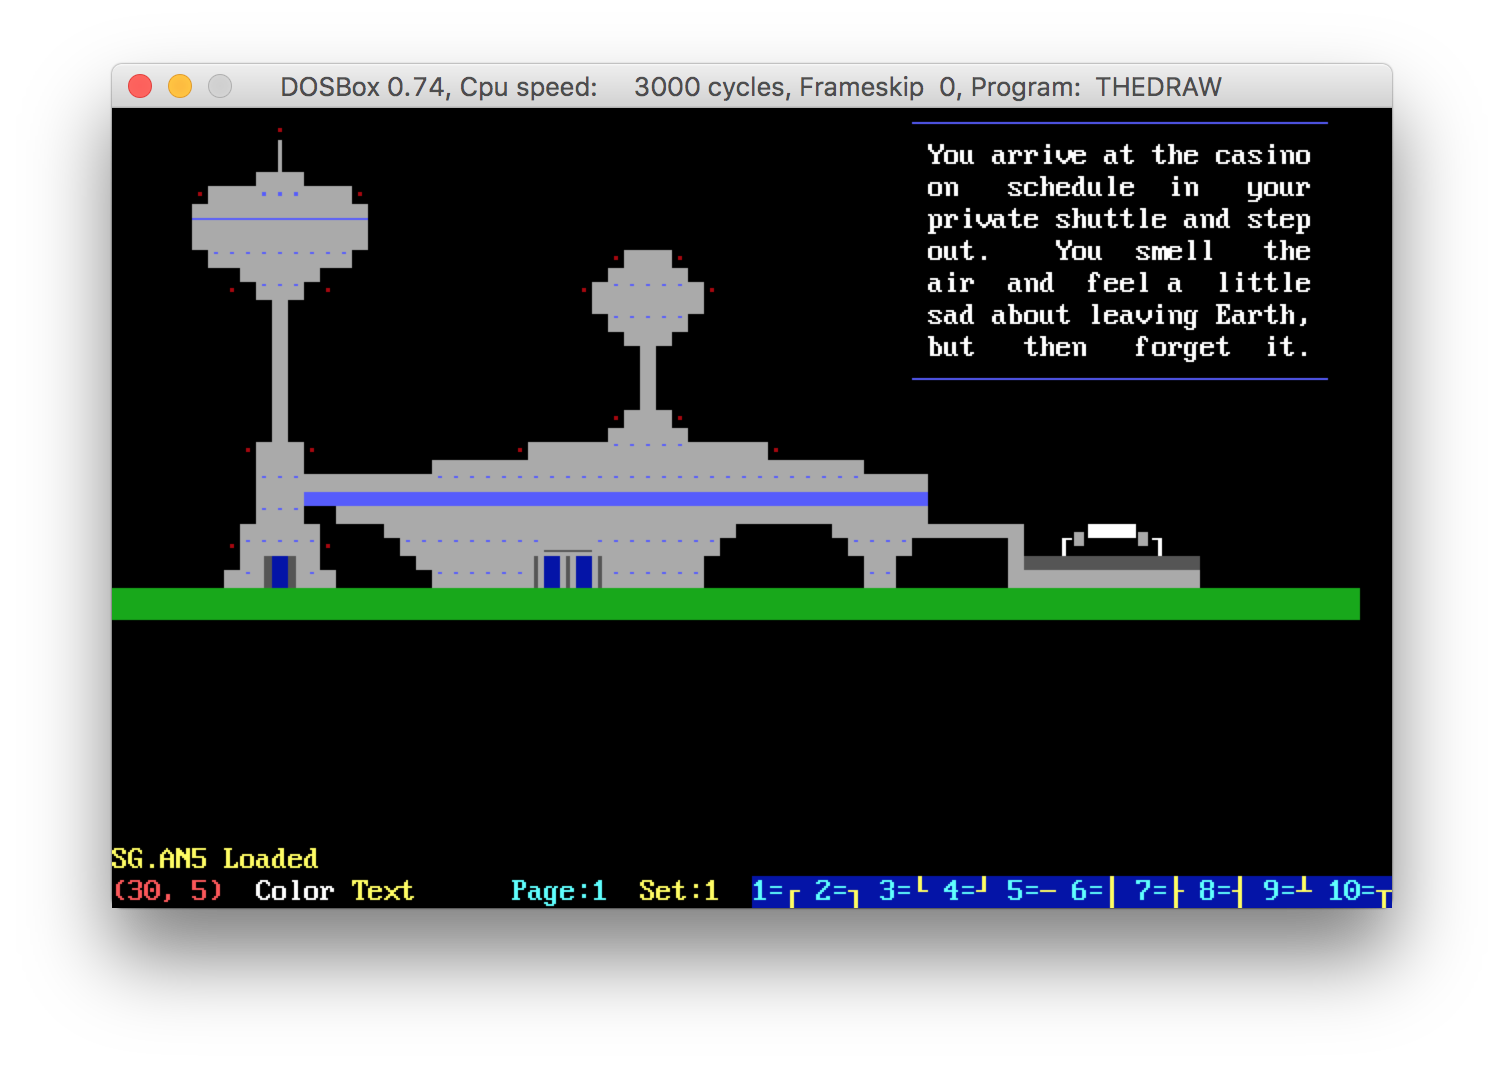 DOSBox 0.74, Cpu speed: 3000 cycles, Frameskip 0, Program: THEDRAW
You arrive at the casino
on schedule in your
private shuttle and step
out. You smell the
air and feel a little
sad about leaving Earth,
but then forget it.
SG.AN5 Loaded
(30, 5) Color Text Page:1 Set:1 1=┌ 2=┐ 3=└ 4=┘ 5=─ 6=│ 7=├ 8=┤ 9=┴ 10=┬